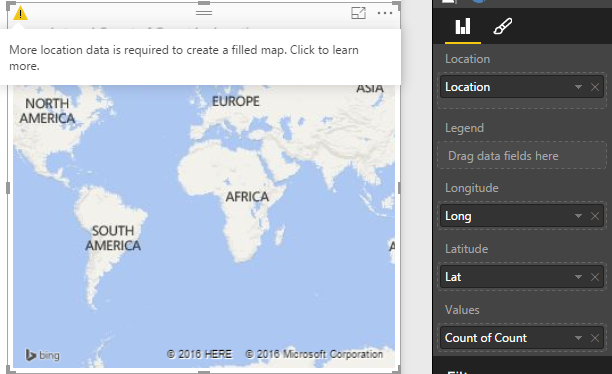 More location data is required to create a filled map. Click to learn
more.
NORTH
AMERICA
EUROPE
ASIA
AFRICA
SOUTH
AMERICA
bing
© 2016 HERE © 2016 Microsoft Corporation
Location
Location
Legend
Drag data fields here
Longitude
Long
Latitude
Lat
Values
Count of Count